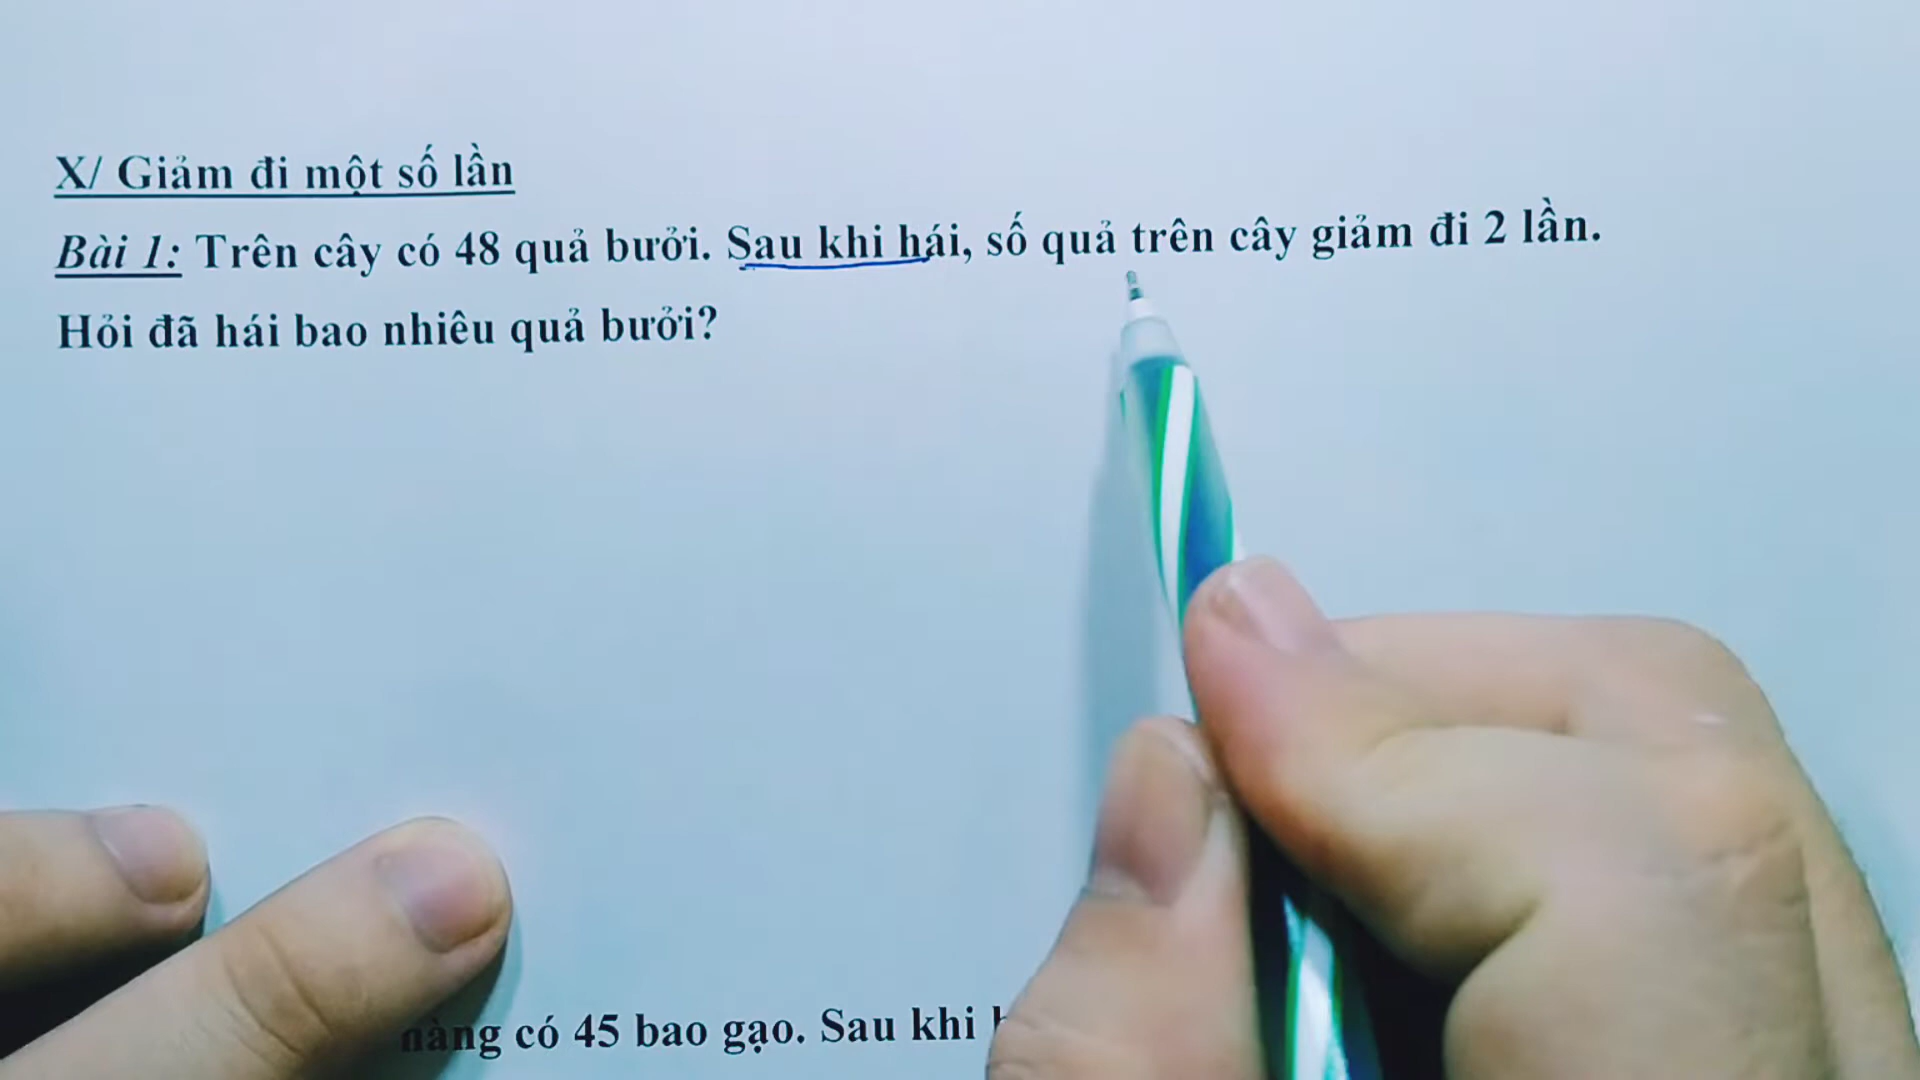 X/ Giảm đi một số lần
Bài 1: Trên cây có 48 quả bưởi. Sau khi hái, số quả trên cây giảm đi 2 lần.
Hỏi đã hái bao nhiêu quả bưởi?
có 45 bao gạo. Sau khi